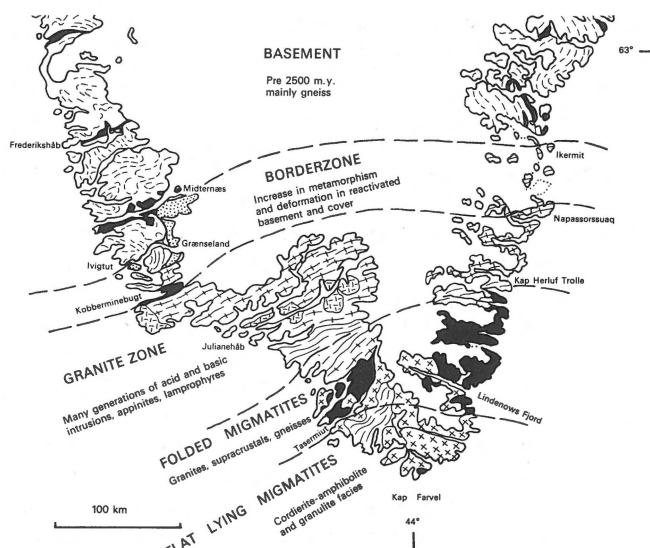 BASEMENT
Pre 2500 m.y.
mainly gneiss
63°
Frederikshåb
Ikermit
BORDERZONE
Increase in metamorphism
and deformation in reactivated
basement and cover
Midternæs
Napassorssuaq
Grænseland
Ivigtut
Kap Herluf Trolle
Kobberminebugt
Julianehåb
GRANITE ZONE
Many generations of acid and basic
intrusions, appinites, lamprophyres
Lindenows Fjord
FOLDED MIGMATITES
Granites, supracrustals, gneisses
Tasermiut
FLAT LYING MIGMATITES
Cordierite-amphibolite
and granulite facies
Kap Farvel
100 km
44°